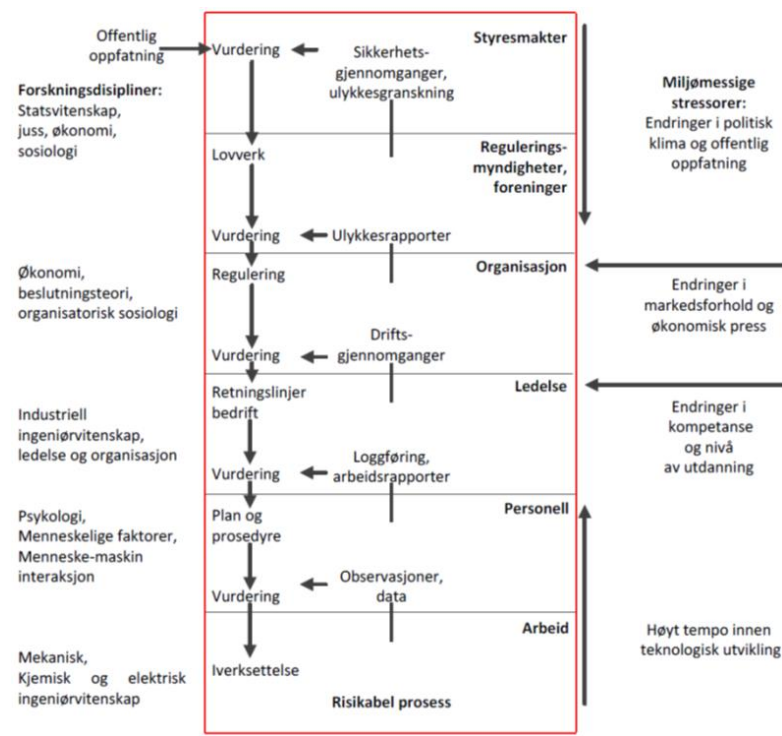 Offentlig
oppfatning
Forskningsdisipliner:
Statsvitenskap,
juss, økonomi,
sosiologi
Økonomi,
beslutningsteori,
organisatorisk sosiologi
Industriell
ingeniørvitenskap,
ledelse og organisasjon
Psykologi,
Menneskelige faktorer,
Menneske-maskin
interaksjon
Mekanisk,
Kjemisk og elektrisk
ingeniørvitenskap
Styresmakter
Vurdering
Sikkerhets-
gjennomganger,
ulykkesgranskning
Regulerings-
myndigheter,
foreninger
Lovverk
Vurdering
Ulykkesrapporter
Organisasjon
Regulering
Drifts-
gjennomganger
Vurdering
Ledelse
Retningslinjer
bedrift
Loggføring,
arbeidsrapporter
Vurdering
Personell
Plan og
prosedyre
Observasjoner,
data
Vurdering
Arbeid
Iverksettelse
Risikabel prosess
Miljømessige
stressorer:
Endringer i politisk
klima og offentlig
oppfatning
Endringer i
markedsforhold og
økonomisk press
Endringer i
kompetanse
og nivå
av utdanning
Høyt tempo innen
teknologisk utvikling